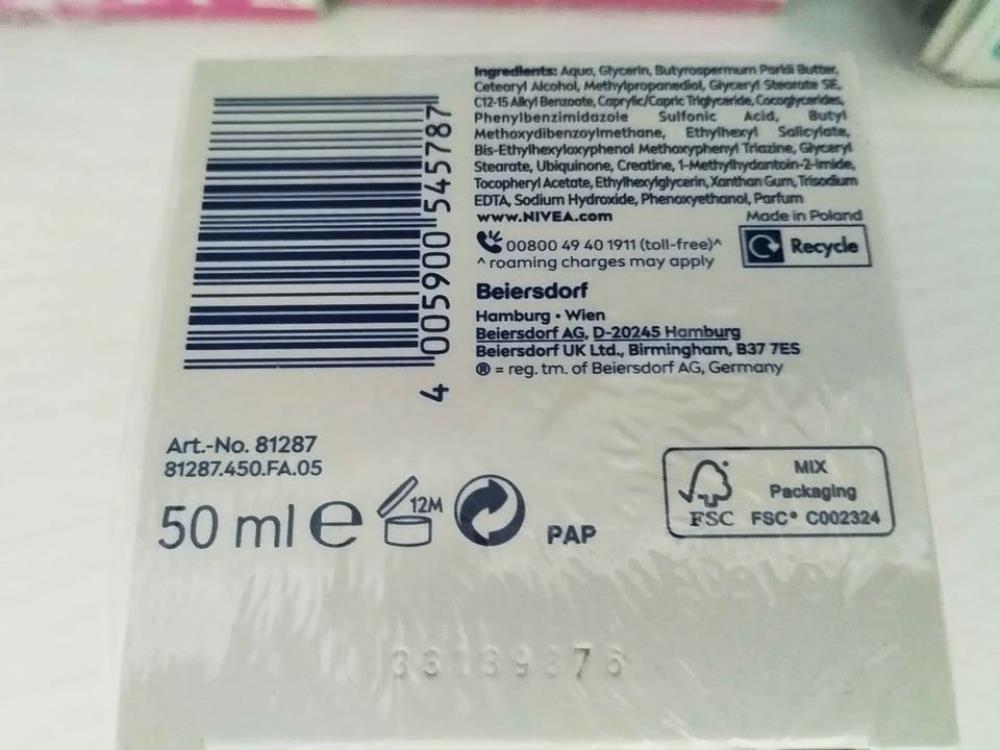 Ingredients: Aqua, Glycerin, Butyrospermum Parkii Butter,
Cetearyl Alcohol, Methylpropanediol, Glyceryl Stearate SE,
C12-15 Alkyl Benzoate, Caprylic/Capric Triglyceride, Cocoglycerides,
Phenylbenzimidazole Sulfonic Acid, Butyl
Methoxydibenzoylmethane, Ethylhexyl Salicylate,
Bis-Ethylhexyloxyphenol Methoxyphenyl Triazine, Glyceryl
Stearate, Ubiquinone, Creatine, 1-Methylhydantoin-2-Imide,
Tocopheryl Acetate, Ethylhexylglycerin, Xanthan Gum, Trisodium
EDTA, Sodium Hydroxide, Phenoxyethanol, Parfum
www.NIVEA.com
Made in Poland
00800 49 40 1911 (toll-free)^
^ roaming charges may apply
Recycle
Beiersdorf
Hamburg • Wien
Beiersdorf AG, D-20245 Hamburg
Beiersdorf UK Ltd., Birmingham, B37 7ES
® = reg. tm. of Beiersdorf AG, Germany
4 005900 545787
Art.-No. 81287
81287.450.FA.05
50 ml e
12M
PAP
MIX
Packaging
FSC FSC® C002324